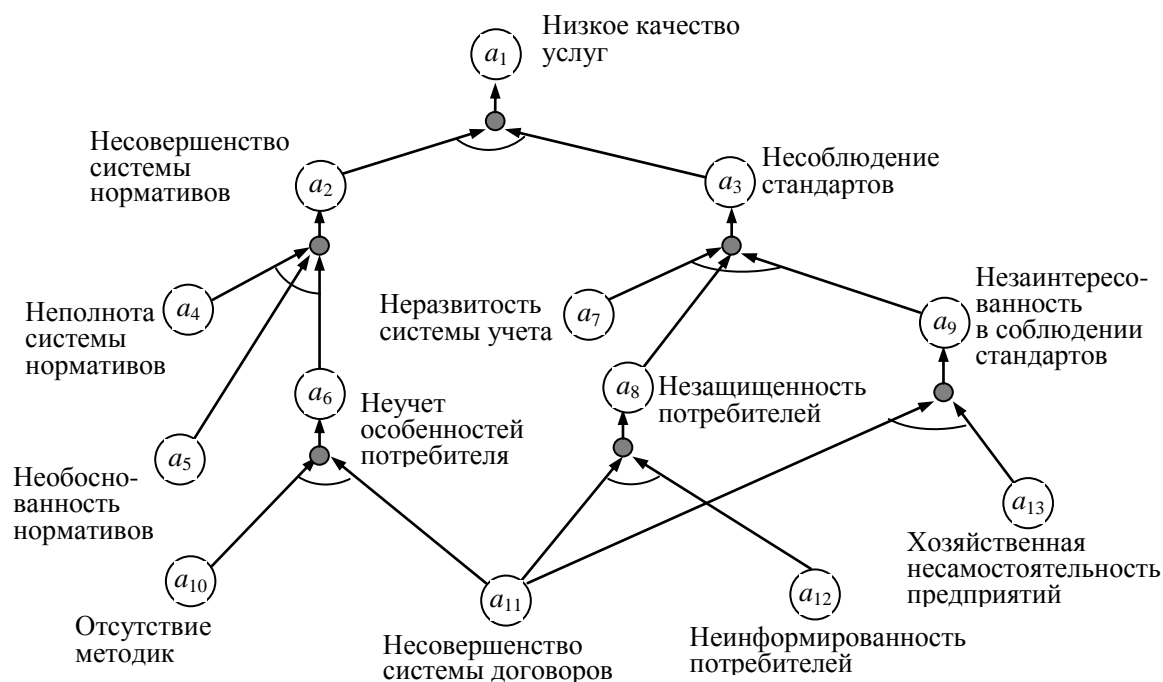 Низкое качество
услуг
a1
Несовершенство
системы
нормативов
a2
Несоблюдение
стандартов
a3
Неполнота
системы
нормативов
a4
Неразвитость
системы учета
a7
Незаинтересо-
ванность
в соблюдении
стандартов
a9
a6
Неучет
особенностей
потребителя
a8
Незащищенность
потребителей
a5
Необосно-
ванность
нормативов
a13
Хозяйственная
несамостоятельность
предприятий
a10
Отсутствие
методик
a11
Несовершенство
системы договоров
a12
Неинформированность
потребителей